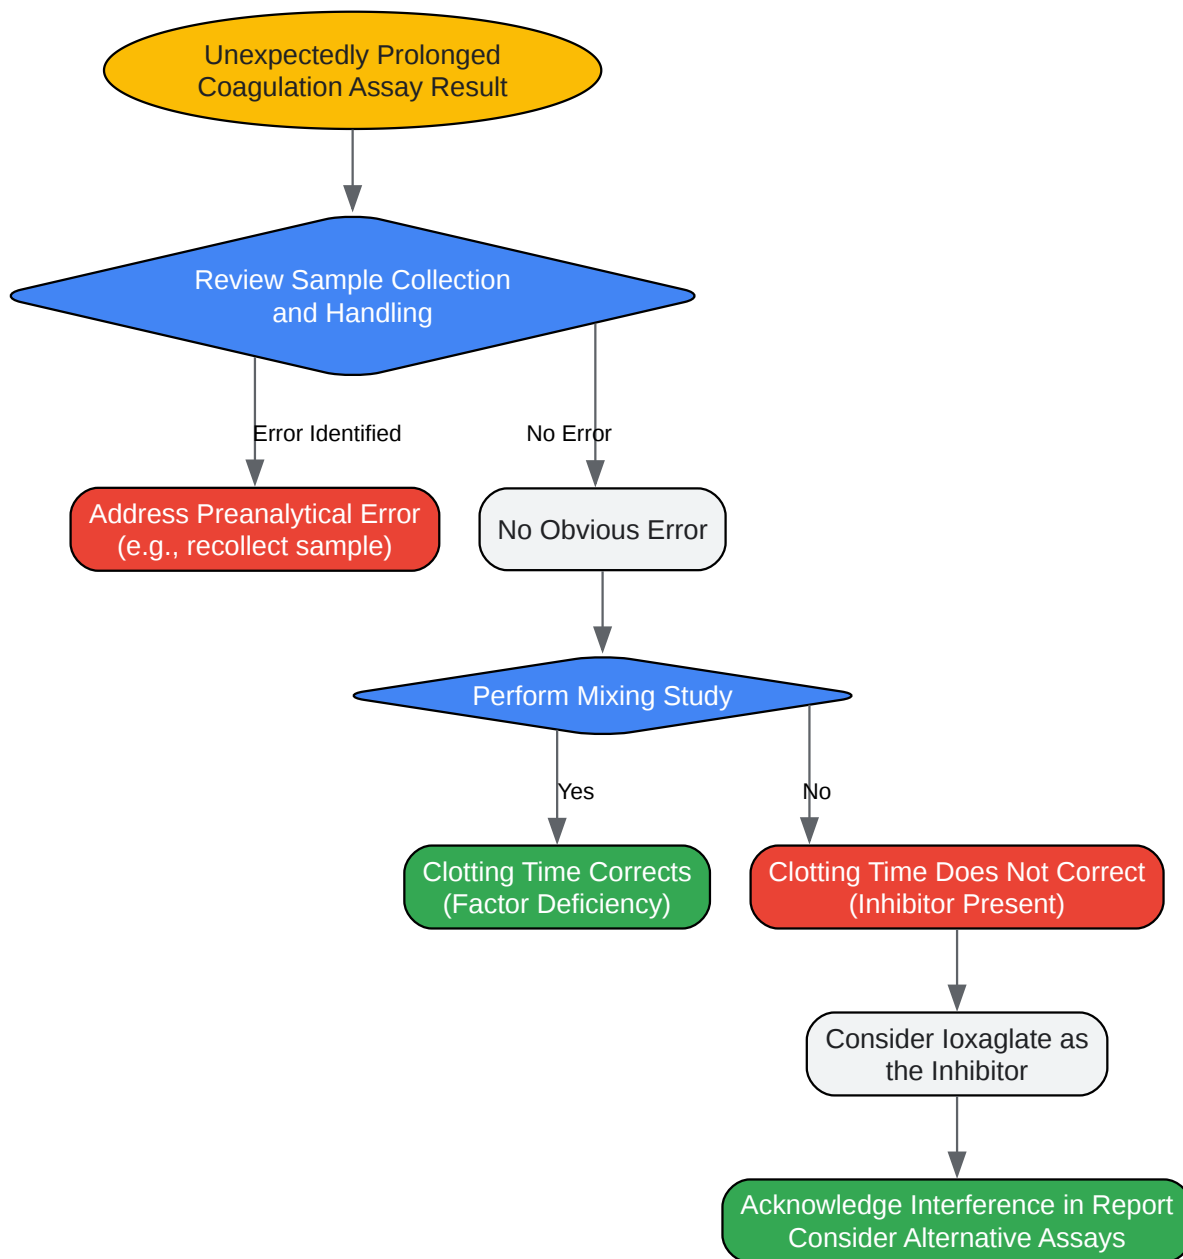 Unexpectedly Prolonged
Coagulation Assay Result
Review Sample Collection
and Handling
Error Identified
No Error
Address Preanalytical Error
(e.g., recollect sample)
No Obvious Error
Perform Mixing Study
Yes
No
Clotting Time Corrects
(Factor Deficiency)
Clotting Time Does Not Correct
(Inhibitor Present)
Consider Ioxaglate as
the Inhibitor
Acknowledge Interference in Report
Consider Alternative Assays